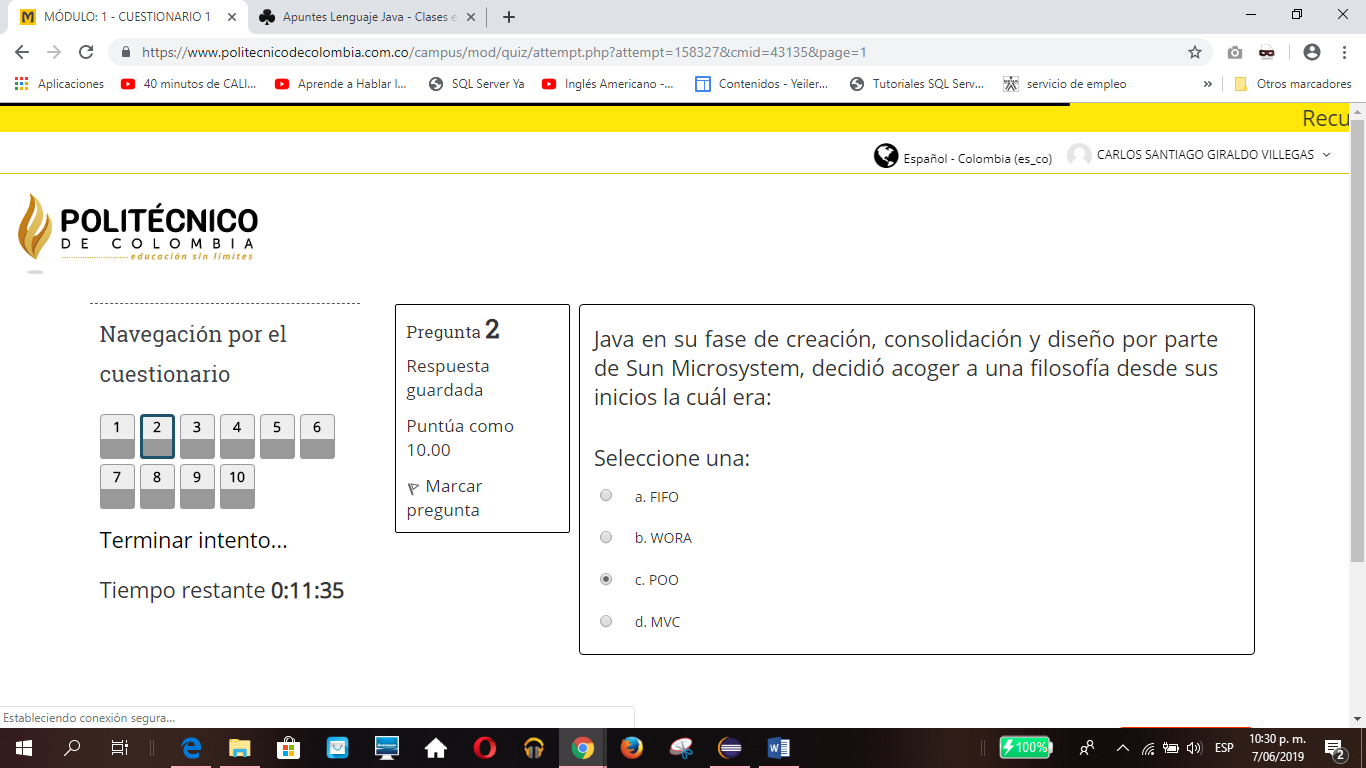 MÓDULO: 1 - CUESTIONARIO 1
Apuntes Lenguaje Java - Clases e
https://www.politecnicodecolombia.com.co/campus/mod/quiz/attempt.php?attempt=158327&cmid=43135&page=1
Aplicaciones
40 minutos de CALI...
Aprende a Hablar I...
SQL Server Ya
Inglés Americano -...
Contenidos - Yeiler...
Tutoriales SQL Serv...
servicio de empleo
»
Otros marcadores
Recu
Español - Colombia (es_co)
CARLOS SANTIAGO GIRALDO VILLEGAS
POLITÉCNICO
DE COLOMBIA
educación sin límites
Navegación por el
cuestionario
1 2 3 4 5 6
7 8 9 10
Terminar intento...
Tiempo restante 0:11:35
Pregunta 2
Respuesta
guardada
Puntúa como
10.00
Marcar
pregunta
Java en su fase de creación, consolidación y diseño por parte
de Sun Microsystem, decidió acoger a una filosofía desde sus
inicios la cuál era:
Seleccione una:
a. FIFO
b. WORA
c. POO
d. MVC
Estableciendo conexión segura...
100%
ESP
10:30 p. m.
7/06/2019
2